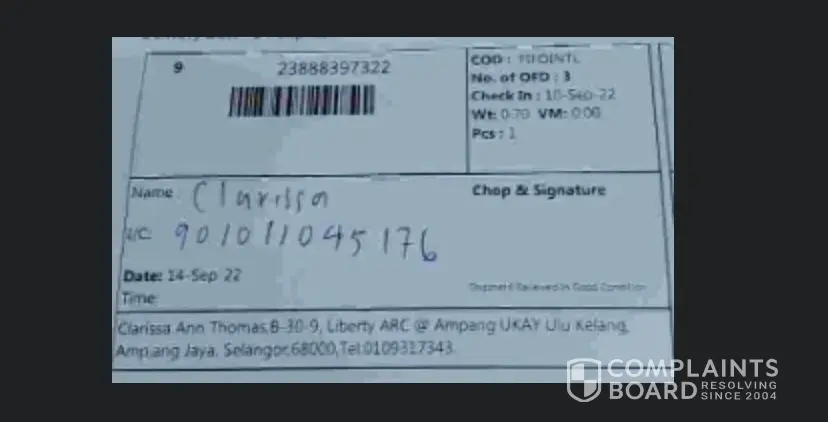 9
23888397322
No. of OFD : 3
Check In : 10-Sep-22
Wt: 0.70 VM: 0.00
Pcs : 1
Name Clarissa
I/C: 901011045176
Chop & Signature
Date: 14-Sep-22
Time:
Shipment Received in Good Condition
Clarissa Ann Thomas,B-30-9, Liberty ARC @ Ampang UKAY Ulu Kelang,
Ampang Jaya, Selangor,68000,Tel:0109317343
COMPLAINTS
BOARD RESOLVING
SINCE 2004